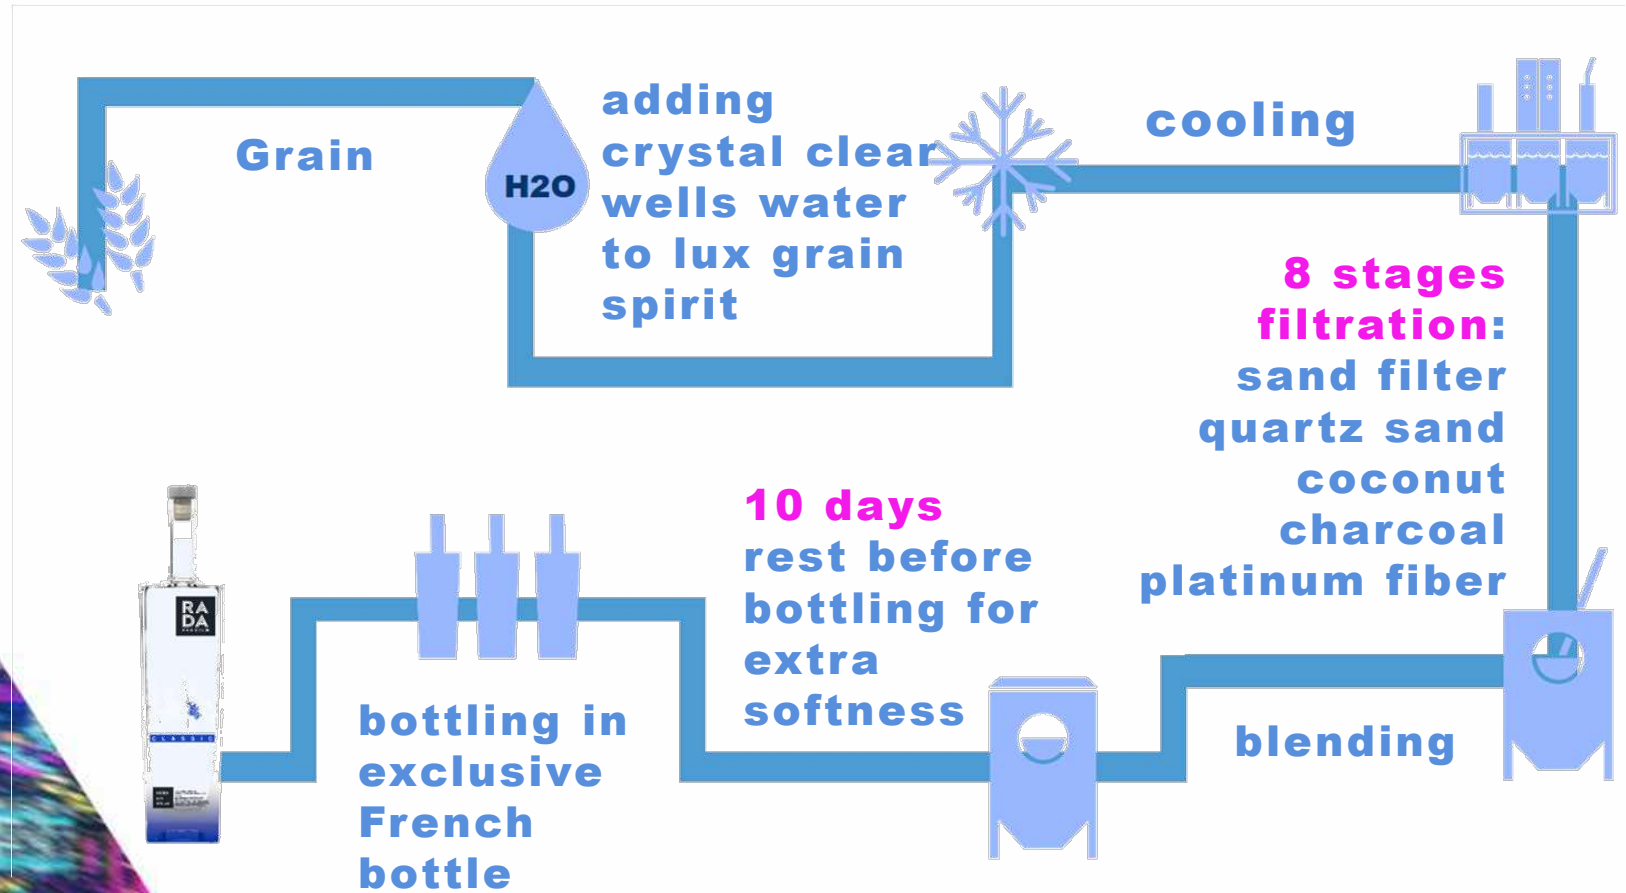 Grain
H2O
adding
crystal clear
wells water
to lux grain
spirit
cooling
8 stages
filtration:
sand filter
quartz sand
coconut
charcoal
platinum fiber
blending
10 days
rest before
bottling for
extra
softness
bottling in
exclusive
French
bottle
RA
DA
CLASSIC